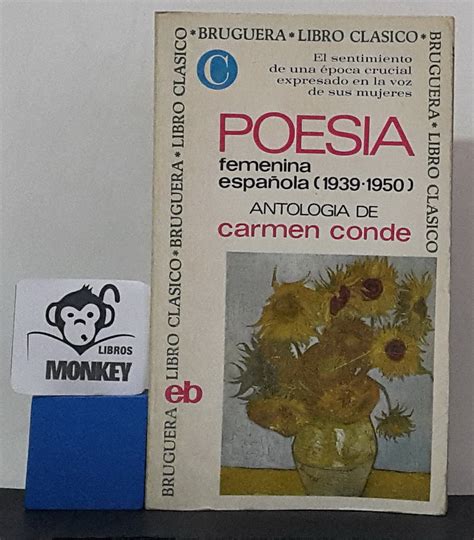 BRUGUERA * LIBRO CLASICO * BRUGUERA * LIBRO CLASICO
*BRUGUERA*LIBRO CLASICO*
BRUGUERA * LIBRO CLASICO
C
El sentimiento
de una época crucial
expresado en la voz
de sus mujeres
POESIA
femenina
española (1939-1950)
ANTOLOGIA DE
carmen conde
eb
LIBROS
MONKEY